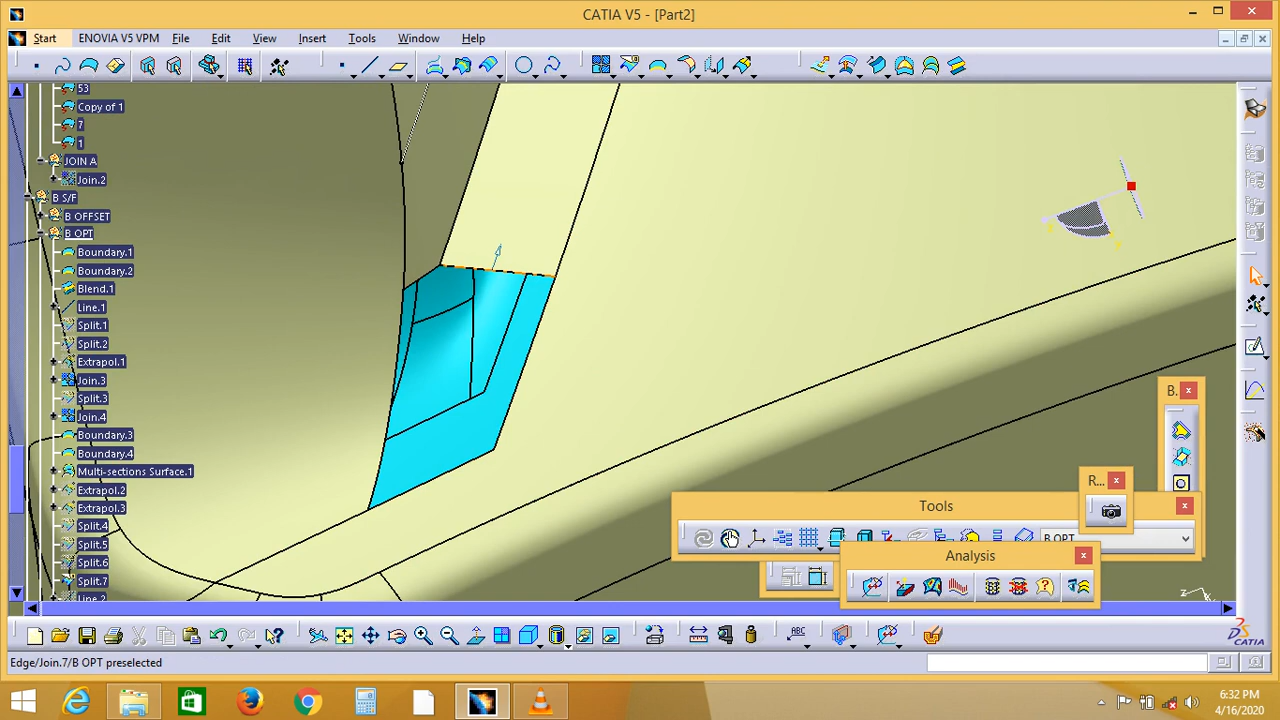 CATIA V5 - [Part2]
Start ENOVIA V5 VPM File Edit View Insert Tools Window Help
53
Copy of 1
7
1
JOIN A
Join.2
B S/F
B OFFSET
B OPT
Boundary.1
Boundary.2
Blend.1
Line.1
Split.1
Split.2
Extrapol.1
Join.3
Split.3
Join.4
Boundary.3
Boundary.4
Multi-sections Surface.1
Extrapol.2
Extrapol.3
Split.4
Split.5
Split.6
Split.7
Line.2
B...
R...
Tools
B OPT
Analysis
z x
ABC
CATIA
Edge/Join.7/B OPT preselected
6:32 PM
4/16/2020